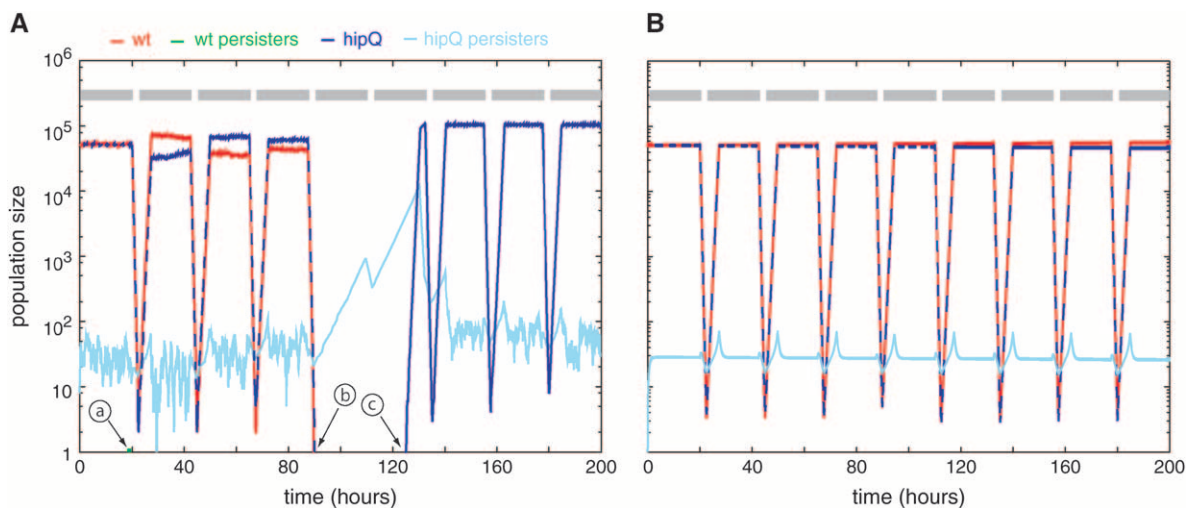 A
B
wt
wt persisters
hipQ
hipQ persisters
10^6
10^5
10^4
10^3
10^2
10
1
population size
a
b
c
0
40
80
120
160
200
time (hours)
0
40
80
120
160
200
time (hours)